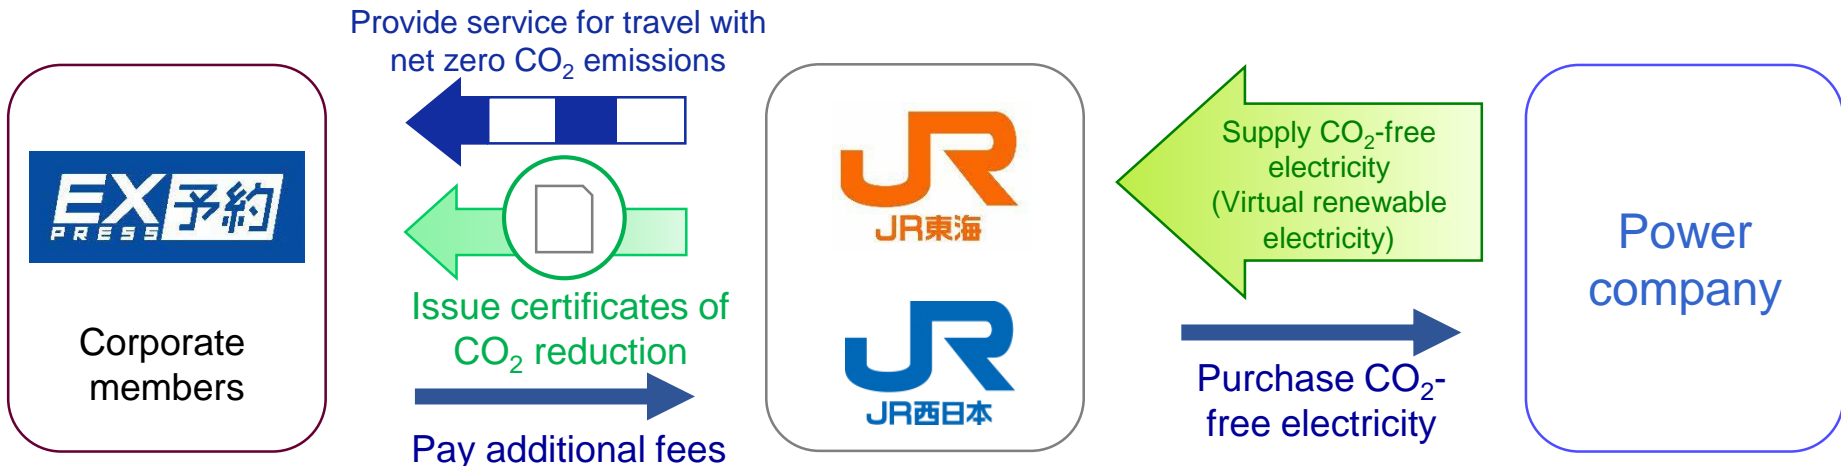 Provide service for travel with
net zero CO₂ emissions
EX予約
PRESS
Corporate
members
Issue certificates of
CO₂ reduction
Pay additional fees
JR
JR東海
JR
JR西日本
Supply CO₂-free
electricity
(Virtual renewable
electricity)
Purchase CO₂-
free electricity
Power
company